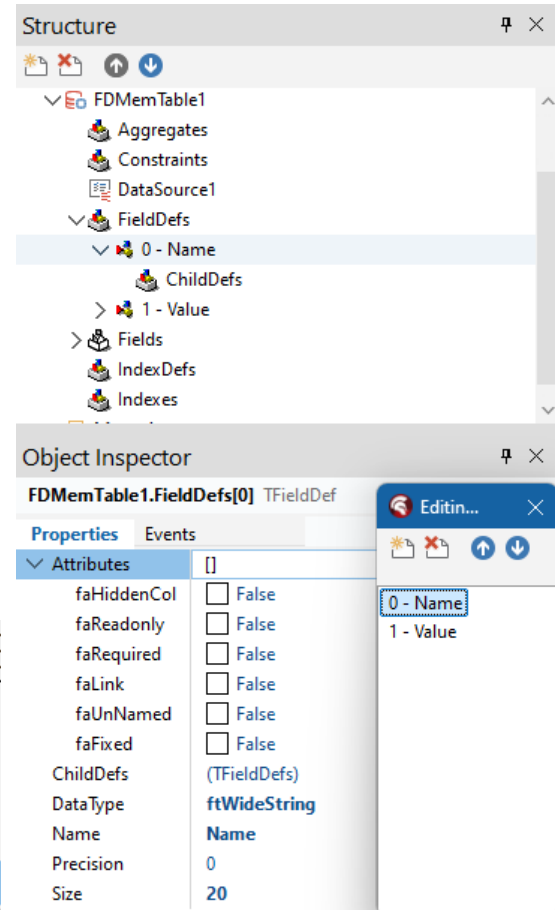 Structure
FDMemTable1
Aggregates
Constraints
DataSource1
FieldDefs
0 - Name
ChildDefs
1 - Value
Fields
IndexDefs
Indexes
Object Inspector
FDMemTable1.FieldDefs[0] TFieldDef
Properties Events
Attributes []
faHiddenCol False
faReadonly False
faRequired False
faLink False
faUnNamed False
faFixed False
ChildDefs (TFieldDefs)
DataType ftWideString
Name Name
Precision 0
Size 20
Editin...
0 - Name
1 - Value